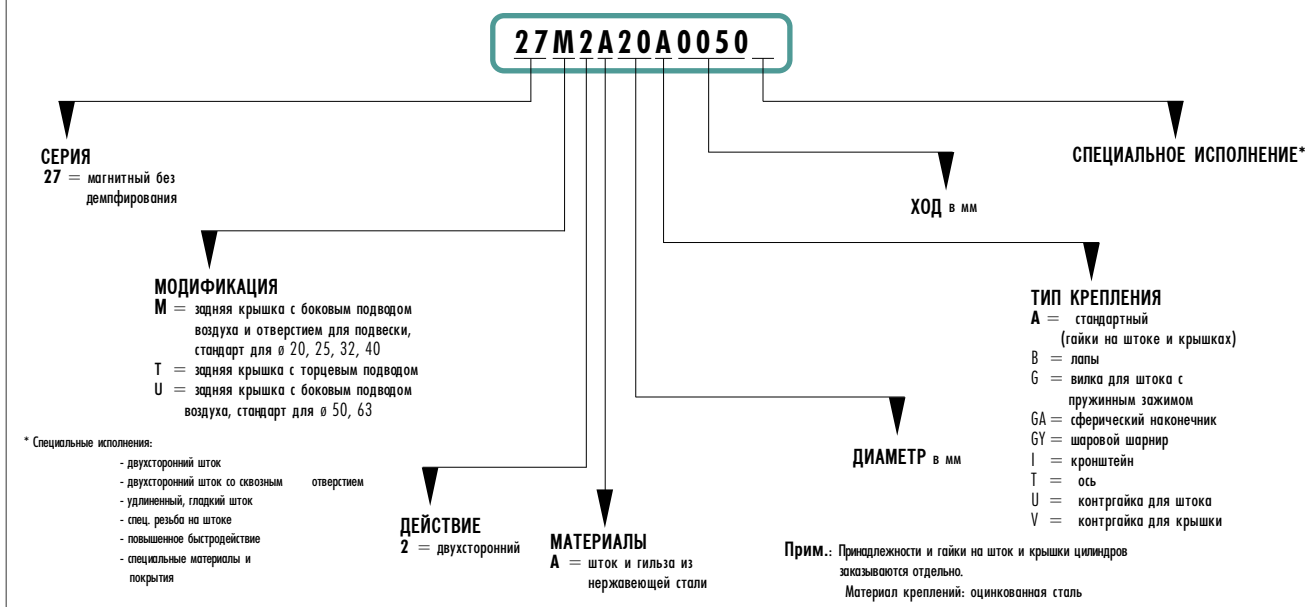 27M2A20A0050
СЕРИЯ
27 = магнитный без
демпфирования
СПЕЦИАЛЬНОЕ ИСПОЛНЕНИЕ*
ХОД в мм
МОДИФИКАЦИЯ
M = задняя крышка с боковым подводом
воздуха и отверстием для подвески,
стандарт для ø 20, 25, 32, 40
T = задняя крышка с торцевым подводом
U = задняя крышка с боковым подводом
воздуха, стандарт для ø 50, 63
ТИП КРЕПЛЕНИЯ
A = стандартный
(гайки на штоке и крышках)
B = лапы
G = вилка для штока с
пружинным зажимом
GA = сферический наконечник
GY = шаровой шарнир
I = кронштейн
T = ось
U = контргайка для штока
V = контргайка для крышки
* Специальные исполнения:
- двухсторонний шток
- двухсторонний шток со сквозным отверстием
- удлиненный, гладкий шток
- спец. резьба на штоке
- повышенное быстродействие
- специальные материалы и
покрытия
ДЕЙСТВИЕ
2 = двухсторонний
МАТЕРИАЛЫ
A = шток и гильза из
нержавеющей стали
ДИАМЕТР в мм
Прим.: Принадлежности и гайки на шток и крышки цилиндров
заказываются отдельно.
Материал креплений: оцинкованная сталь